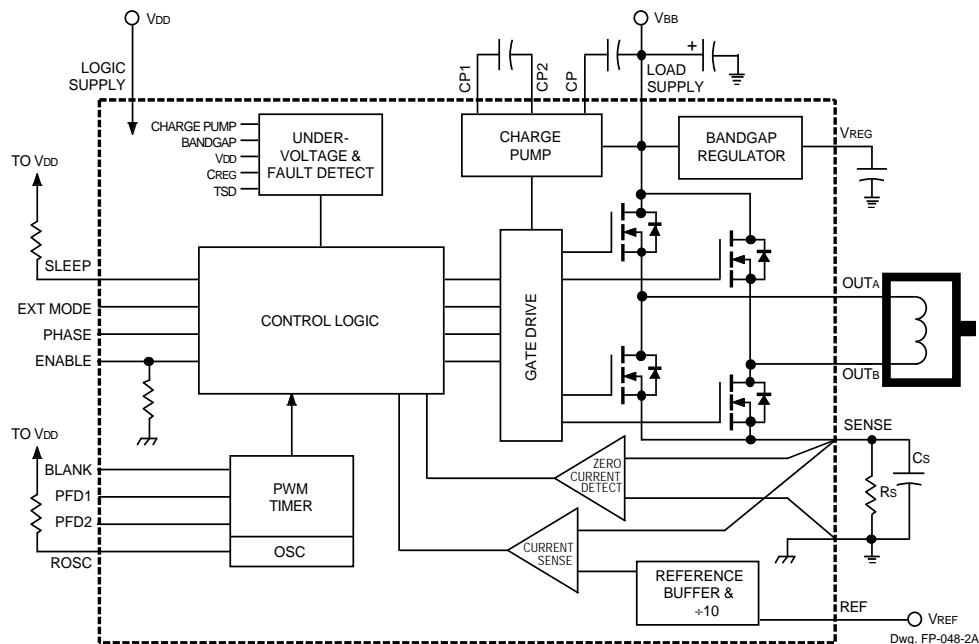 VDD
VBB
LOGIC
SUPPLY
CP1
CP2
CP
LOAD
SUPPLY
+
CHARGE PUMP
BANDGAP
VDD
CREG
TSD
UNDER-
VOLTAGE &
FAULT DETECT
CHARGE
PUMP
BANDGAP
REGULATOR
VREG
TO VDD
SLEEP
EXT MODE
PHASE
ENABLE
CONTROL LOGIC
GATE DRIVE
OUTA
OUTB
SENSE
TO VDD
BLANK
PFD1
PFD2
ROSC
PWM
TIMER
OSC
ZERO
CURRENT
DETECT
CURRENT
SENSE
CS
RS
REFERENCE
BUFFER &
÷10
REF
VREF
Dwg. FP-048-2A